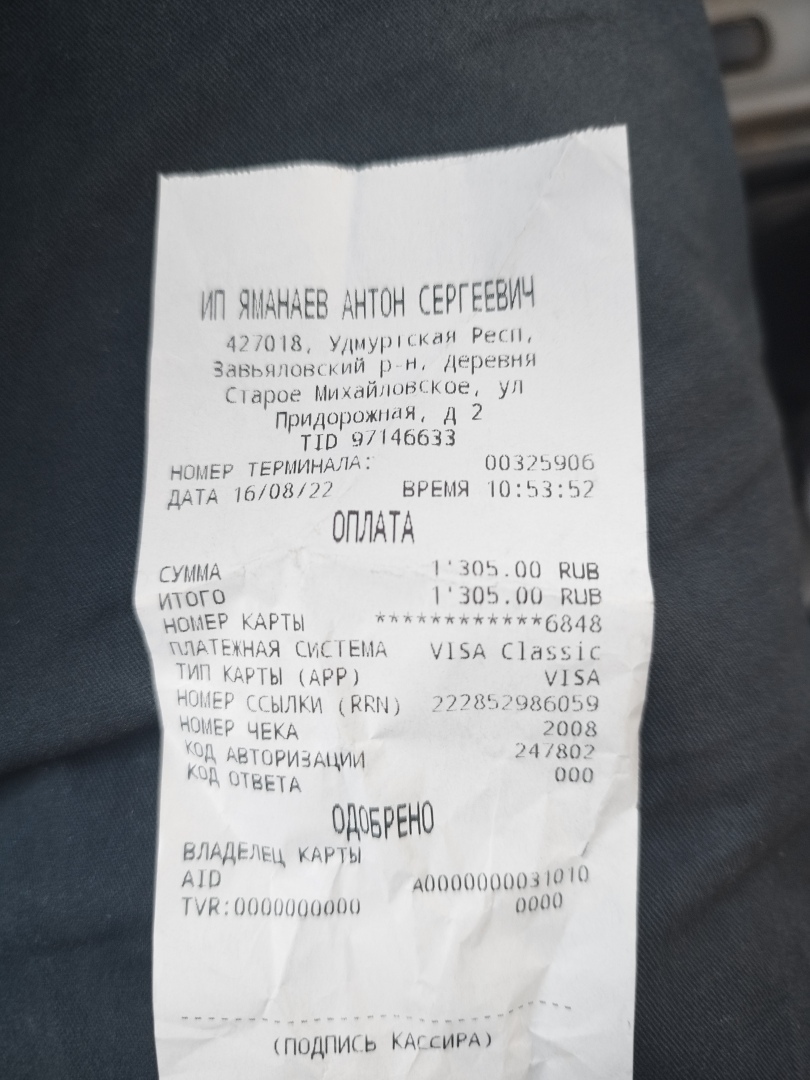 ИП ЯМАНАЕВ АНТОН СЕРГЕЕВИЧ
427018, Удмуртская Респ,
Завьяловский р-н, деревня
Старое Михайловское, ул
Придорожная, д 2
TID 97146633
НОМЕР ТЕРМИНАЛА: 00325906
ДАТА 16/08/22 ВРЕМЯ 10:53:52
ОПЛАТА
СУММА 1'305.00 RUB
ИТОГО 1'305.00 RUB
НОМЕР КАРТЫ ************6848
ПЛАТЕЖНАЯ СИСТЕМА VISA Classic
ТИП КАРТЫ (APP) VISA
НОМЕР ССЫЛКИ (RRN) 222852986059
НОМЕР ЧЕКА 2008
КОД АВТОРИЗАЦИИ 247802
КОД ОТВЕТА 000
ОДОБРЕНО
ВЛАДЕЛЕЦ КАРТЫ
AID A0000000031010
TVR:0000000000 0000
(ПОДПИСЬ КАССИРА)